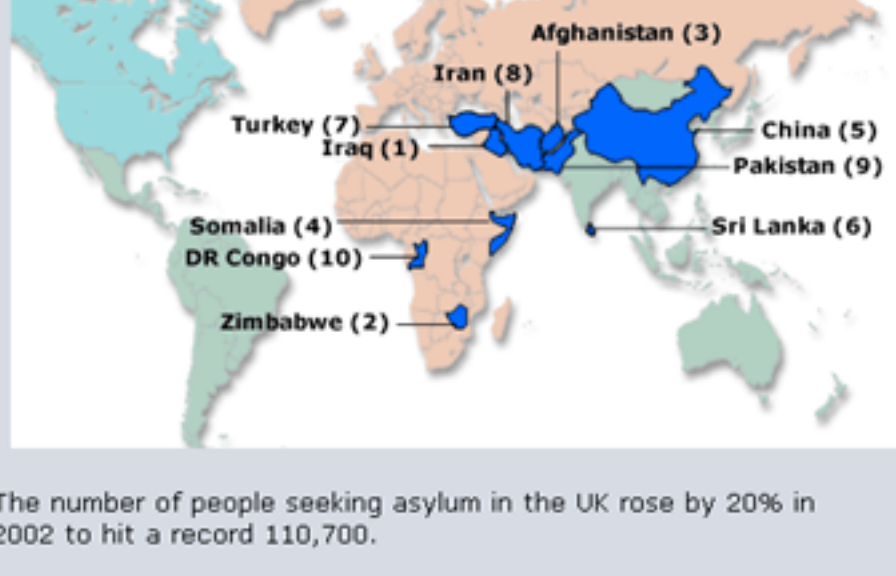 Afghanistan (3)
Iran (8)
Turkey (7)
China (5)
Iraq (1)
Pakistan (9)
Somalia (4)
Sri Lanka (6)
DR Congo (10)
Zimbabwe (2)
The number of people seeking asylum in the UK rose by 20% in
2002 to hit a record 110,700.